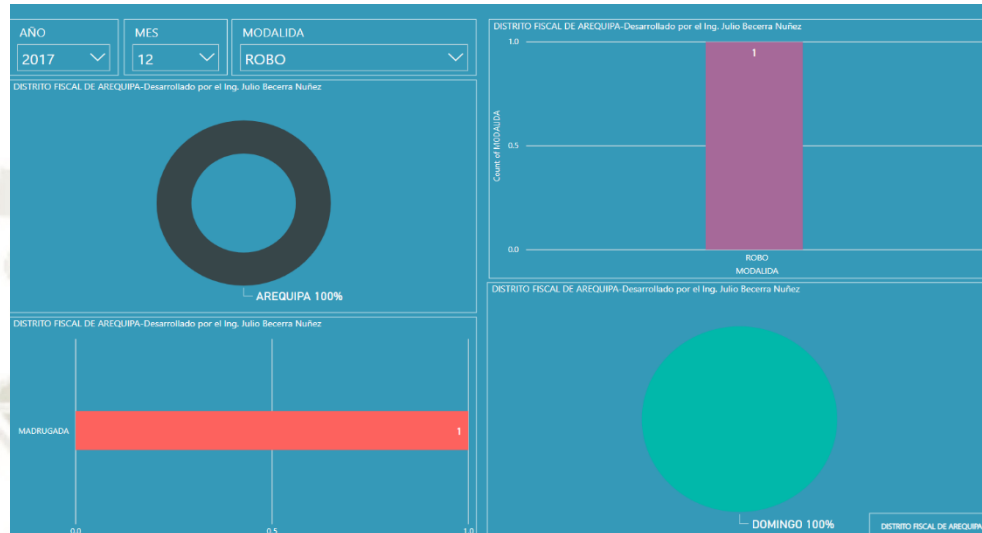 AÑO
2017
MES
12
MODALIDA
ROBO
DISTRITO FISCAL DE AREQUIPA-Desarrollado por el Ing. Julio Becerra Nuñez
AREQUIPA 100%
DISTRITO FISCAL DE AREQUIPA-Desarrollado por el Ing. Julio Becerra Nuñez
MADRUGADA
1
0.0
0.5
1.0
DISTRITO FISCAL DE AREQUIPA-Desarrollado por el Ing. Julio Becerra Nuñez
1.0
1
Count of MODALIDA
0.5
0.0
ROBO
MODALIDA
DISTRITO FISCAL DE AREQUIPA-Desarrollado por el Ing. Julio Becerra Nuñez
DOMINGO 100%
DISTRITO FISCAL DE AREQUIPA